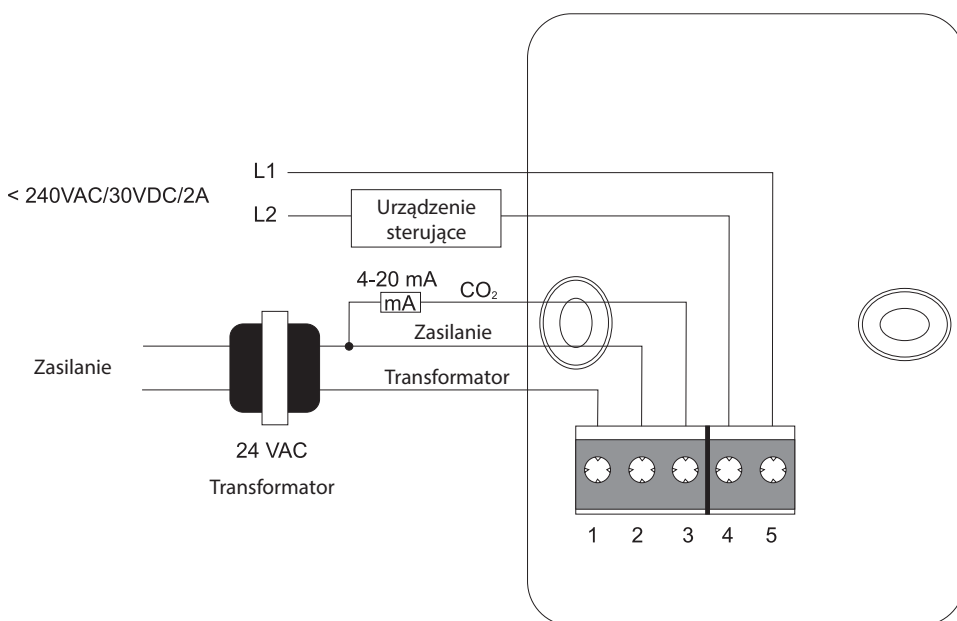 L1
< 240VAC/30VDC/2A
L2
Urządzenie
sterujące
4-20 mA
mA
CO₂
Zasilanie
Zasilanie
Transformator
24 VAC
Transformator
1 2 3 4 5